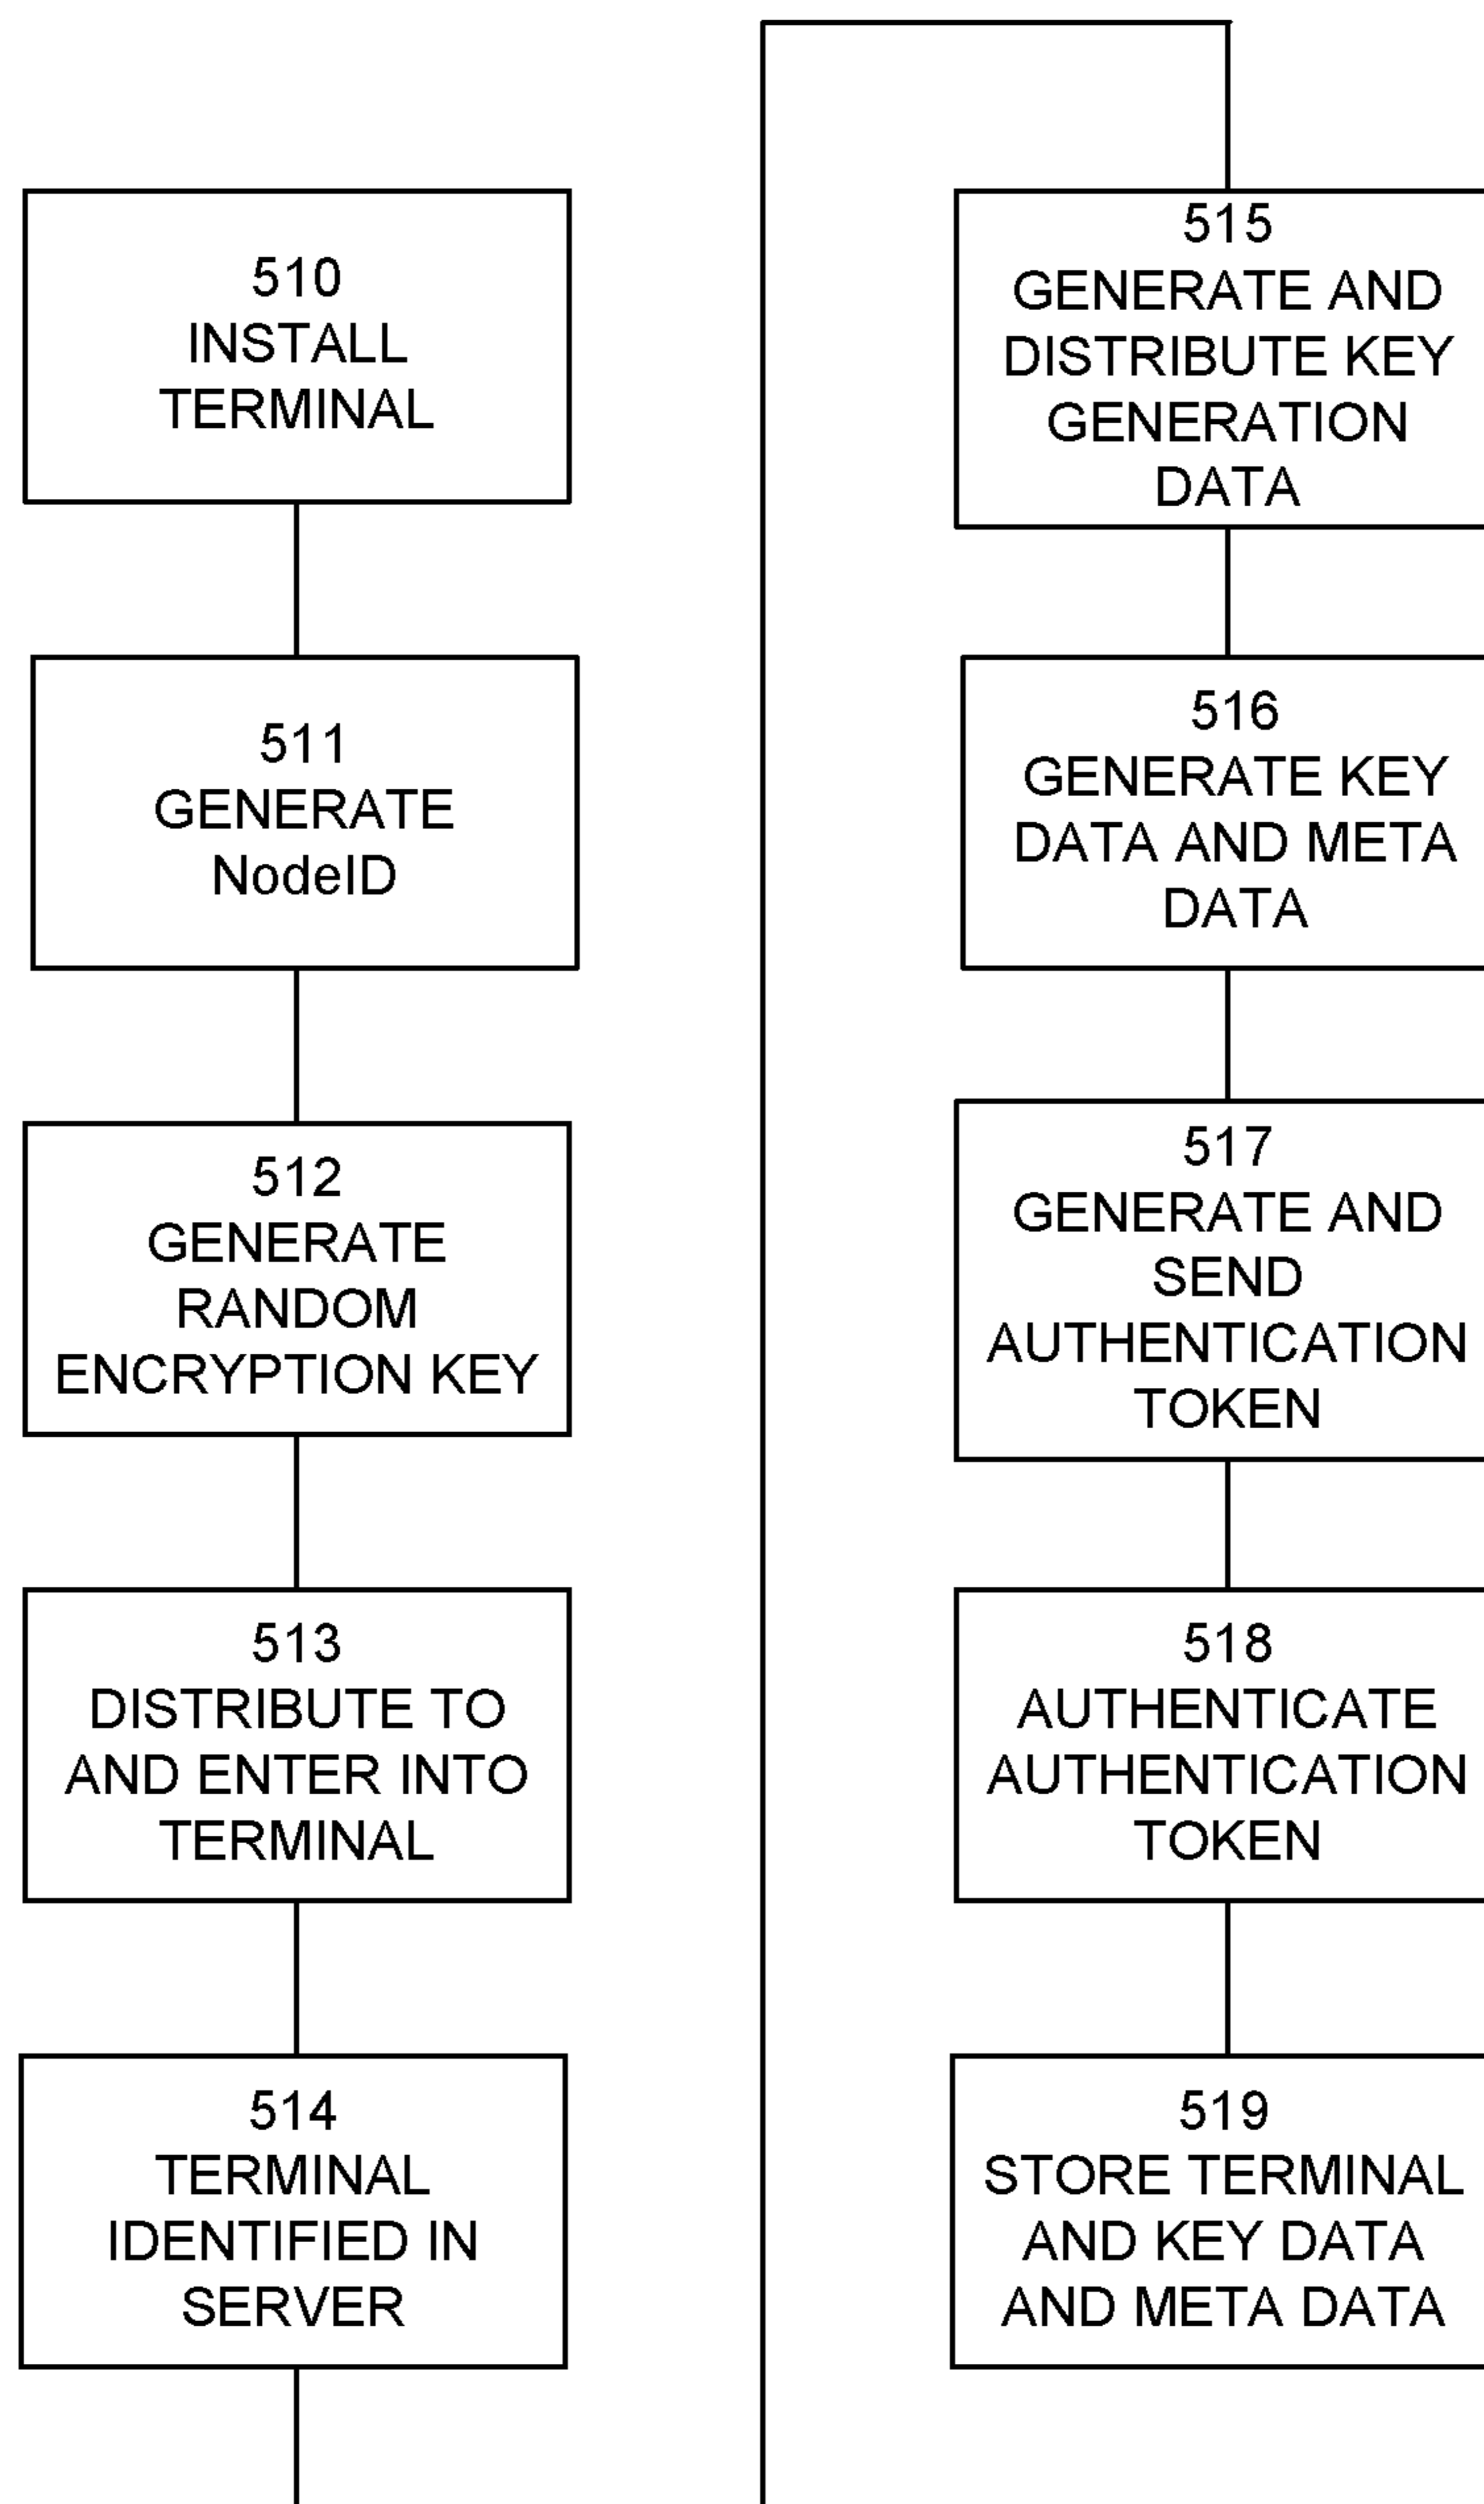 510
INSTALL
TERMINAL
511
GENERATE
NodeID
512
GENERATE
RANDOM
ENCRYPTION KEY
513
DISTRIBUTE TO
AND ENTER INTO
TERMINAL
514
TERMINAL
IDENTIFIED IN
SERVER
515
GENERATE AND
DISTRIBUTE KEY
GENERATION
DATA
516
GENERATE KEY
DATA AND META
DATA
517
GENERATE AND
SEND
AUTHENTICATION
TOKEN
518
AUTHENTICATE
AUTHENTICATION
TOKEN
519
STORE TERMINAL
AND KEY DATA
AND META DATA